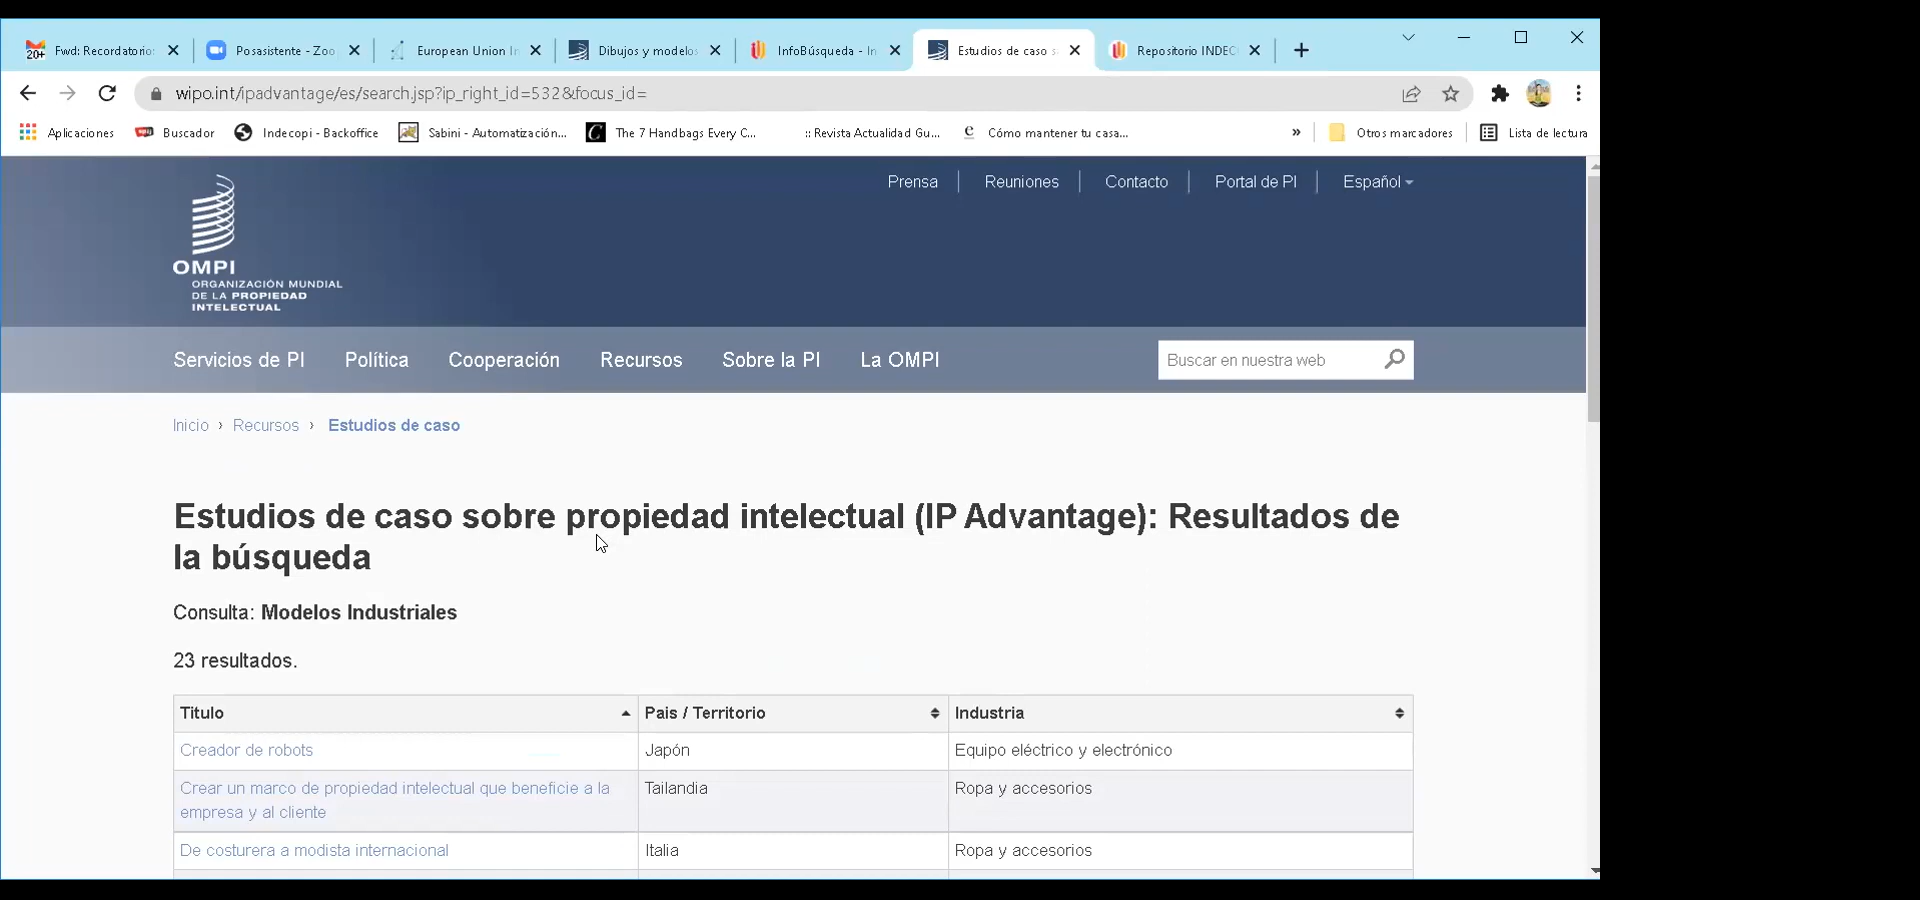 20+ Fwd: Recordatorio: Posasistente - Zoo European Union In Dibujos y modelos InfoBúsqueda - In Estudios de caso s Repositorio INDEC
wipo.int/ipadvantage/es/search.jsp?ip_right_id=532&focus_id=
Aplicaciones Buscador Indecopi - Backoffice Sabini - Automatización... The 7 Handbags Every C... :: Revista Actualidad Gu... Cómo mantener tu casa... » Otros marcadores Lista de lectura
Prensa Reuniones Contacto Portal de PI Español
OMPI
ORGANIZACIÓN MUNDIAL
DE LA PROPIEDAD
INTELECTUAL
Servicios de PI Política Cooperación Recursos Sobre la PI La OMPI Buscar en nuestra web
Inicio › Recursos › Estudios de caso
Estudios de caso sobre propiedad intelectual (IP Advantage): Resultados de
la búsqueda
Consulta: Modelos Industriales
23 resultados.
Titulo Pais / Territorio Industria
Creador de robots Japón Equipo eléctrico y electrónico
Crear un marco de propiedad intelectual que beneficie a la Tailandia Ropa y accesorios
empresa y al cliente
De costurera a modista internacional Italia Ropa y accesorios